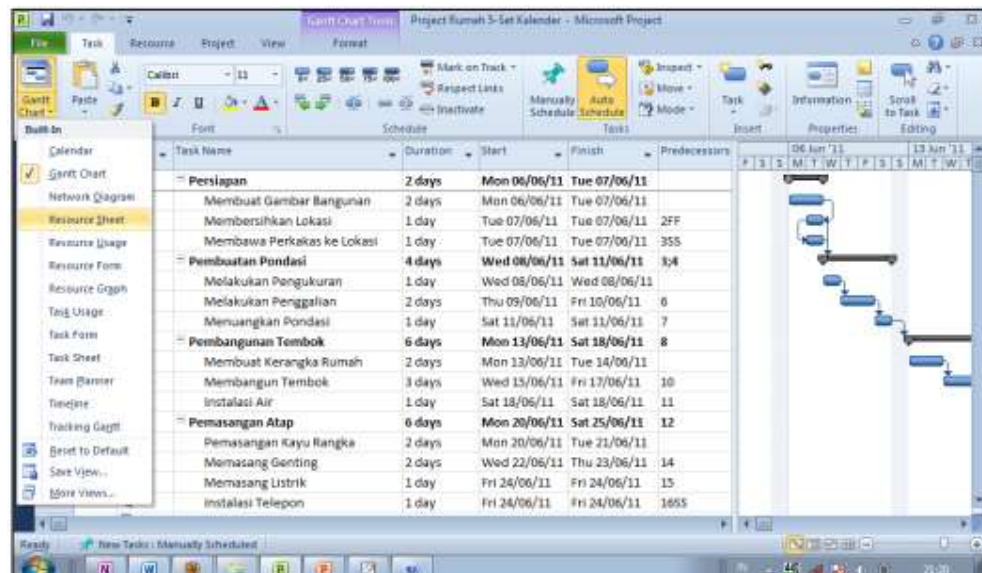 Gantt Chart Tools
Project Rumah 5-Set Kalender - Microsoft Project
File Task Resource Project View Format
Gantt Chart
Paste
Calibri 11
B I U
Mark on Track
Respect Links
Inactivate
Manually Schedule
Auto Schedule
Inspect
Move
Mode
Task
Information
Scroll to Task
Font Schedule Tasks Insert Properties Editing
Built-In
Calendar
Gantt Chart
Network Diagram
Resource Sheet
Resource Usage
Resource Form
Resource Graph
Task Usage
Task Form
Task Sheet
Team Planner
Timeline
Tracking Gantt
Reset to Default
Save View...
More Views...
Task Name Duration Start Finish Predecessors
06 Jun '11 13 Jun '11
F S S M T W T F S S M T W T
Persiapan 2 days Mon 06/06/11 Tue 07/06/11
Membuat Gambar Bangunan 2 days Mon 06/06/11 Tue 07/06/11
Membersihkan Lokasi 1 day Tue 07/06/11 Tue 07/06/11 2FF
Membawa Perkakas ke Lokasi 1 day Tue 07/06/11 Tue 07/06/11 3SS
Pembuatan Pondasi 4 days Wed 08/06/11 Sat 11/06/11 3;4
Melakukan Pengukuran 1 day Wed 08/06/11 Wed 08/06/11
Melakukan Penggalian 2 days Thu 09/06/11 Fri 10/06/11 6
Menuangkan Pondasi 1 day Sat 11/06/11 Sat 11/06/11 7
Pembangunan Tembok 6 days Mon 13/06/11 Sat 18/06/11 8
Membuat Kerangka Rumah 2 days Mon 13/06/11 Tue 14/06/11
Membangun Tembok 3 days Wed 15/06/11 Fri 17/06/11 10
Instalasi Air 1 day Sat 18/06/11 Sat 18/06/11 11
Pemasangan Atap 6 days Mon 20/06/11 Sat 25/06/11 12
Pemasangan Kayu Rangka 2 days Mon 20/06/11 Tue 21/06/11
Memasang Genting 2 days Wed 22/06/11 Thu 23/06/11 14
Memasang Listrik 1 day Fri 24/06/11 Fri 24/06/11 15
Instalasi Telepon 1 day Fri 24/06/11 Fri 24/06/11 16SS
Ready New Tasks : Manually Scheduled